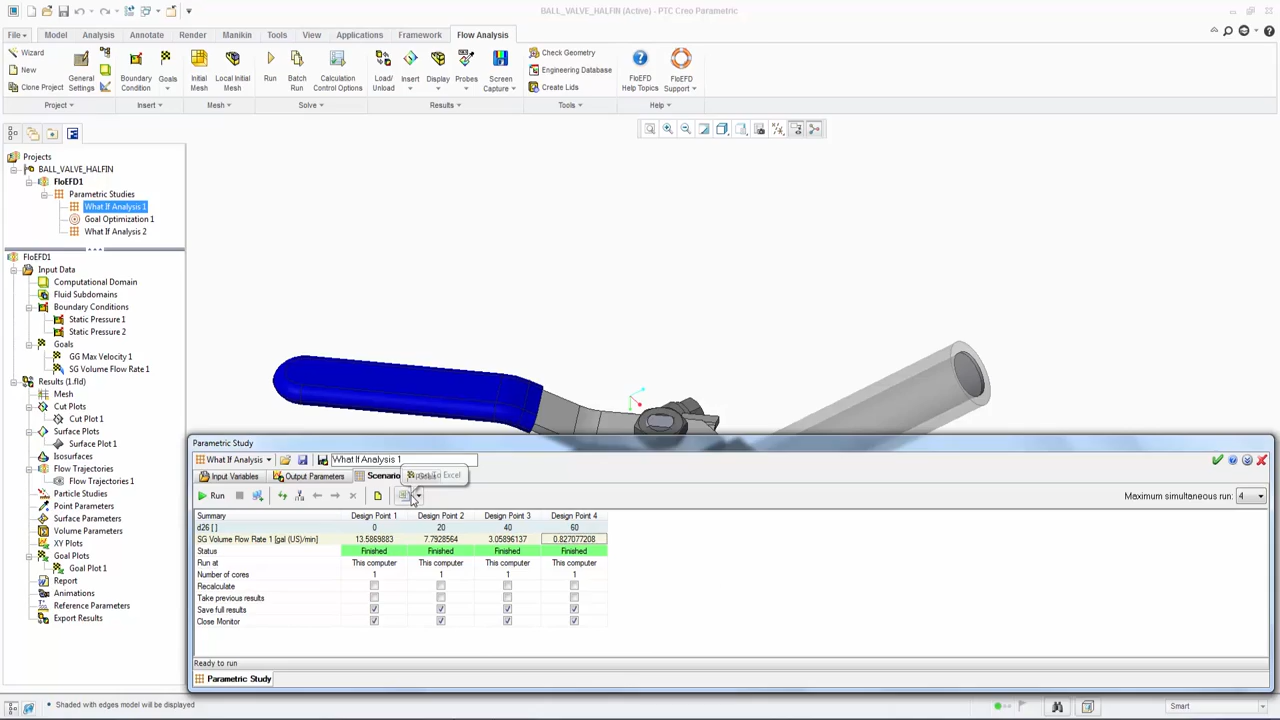 BALL_VALVE_HALFIN (Active) - PTC Creo Parametric
File
Model
Analysis
Annotate
Render
Manikin
Tools
View
Applications
Framework
Flow Analysis
Wizard
New
Clone Project
General Settings
Boundary Condition
Goals
Initial Mesh
Local Initial Mesh
Run
Batch Run
Calculation Control Options
Load/ Unload
Insert
Display
Probes
Screen Capture
Check Geometry
Engineering Database
Create Lids
FloEFD Help Topics
FloEFD Support
Project
Insert
Mesh
Solve
Results
Tools
Help
Projects
BALL_VALVE_HALFIN
FloEFD1
Parametric Studies
What If Analysis 1
Goal Optimization 1
What If Analysis 2
FloEFD1
Input Data
Computational Domain
Fluid Subdomains
Boundary Conditions
Static Pressure 1
Static Pressure 2
Goals
GG Max Velocity 1
SG Volume Flow Rate 1
Results (1.fld)
Mesh
Cut Plots
Cut Plot 1
Surface Plots
Surface Plot 1
Isosurfaces
Flow Trajectories
Flow Trajectories 1
Particle Studies
Point Parameters
Surface Parameters
Volume Parameters
XY Plots
Goal Plots
Goal Plot 1
Report
Animations
Reference Parameters
Export Results
Parametric Study
What If Analysis
What If Analysis 1
Input Variables
Output Parameters
Scenario
To Excel
Run
Maximum simultaneous run: 4
Summary Design Point 1 Design Point 2 Design Point 3 Design Point 4
d26 [ ] 0 20 40 60
SG Volume Flow Rate 1 [gal (US)/min] 13.5869883 7.7928564 3.05896137 0.827077208
Status Finished Finished Finished Finished
Run at This computer This computer This computer This computer
Number of cores 1 1 1 1
Recalculate
Take previous results
Save full results
Close Monitor
Ready to run
Parametric Study
Shaded with edges model will be displayed
Smart